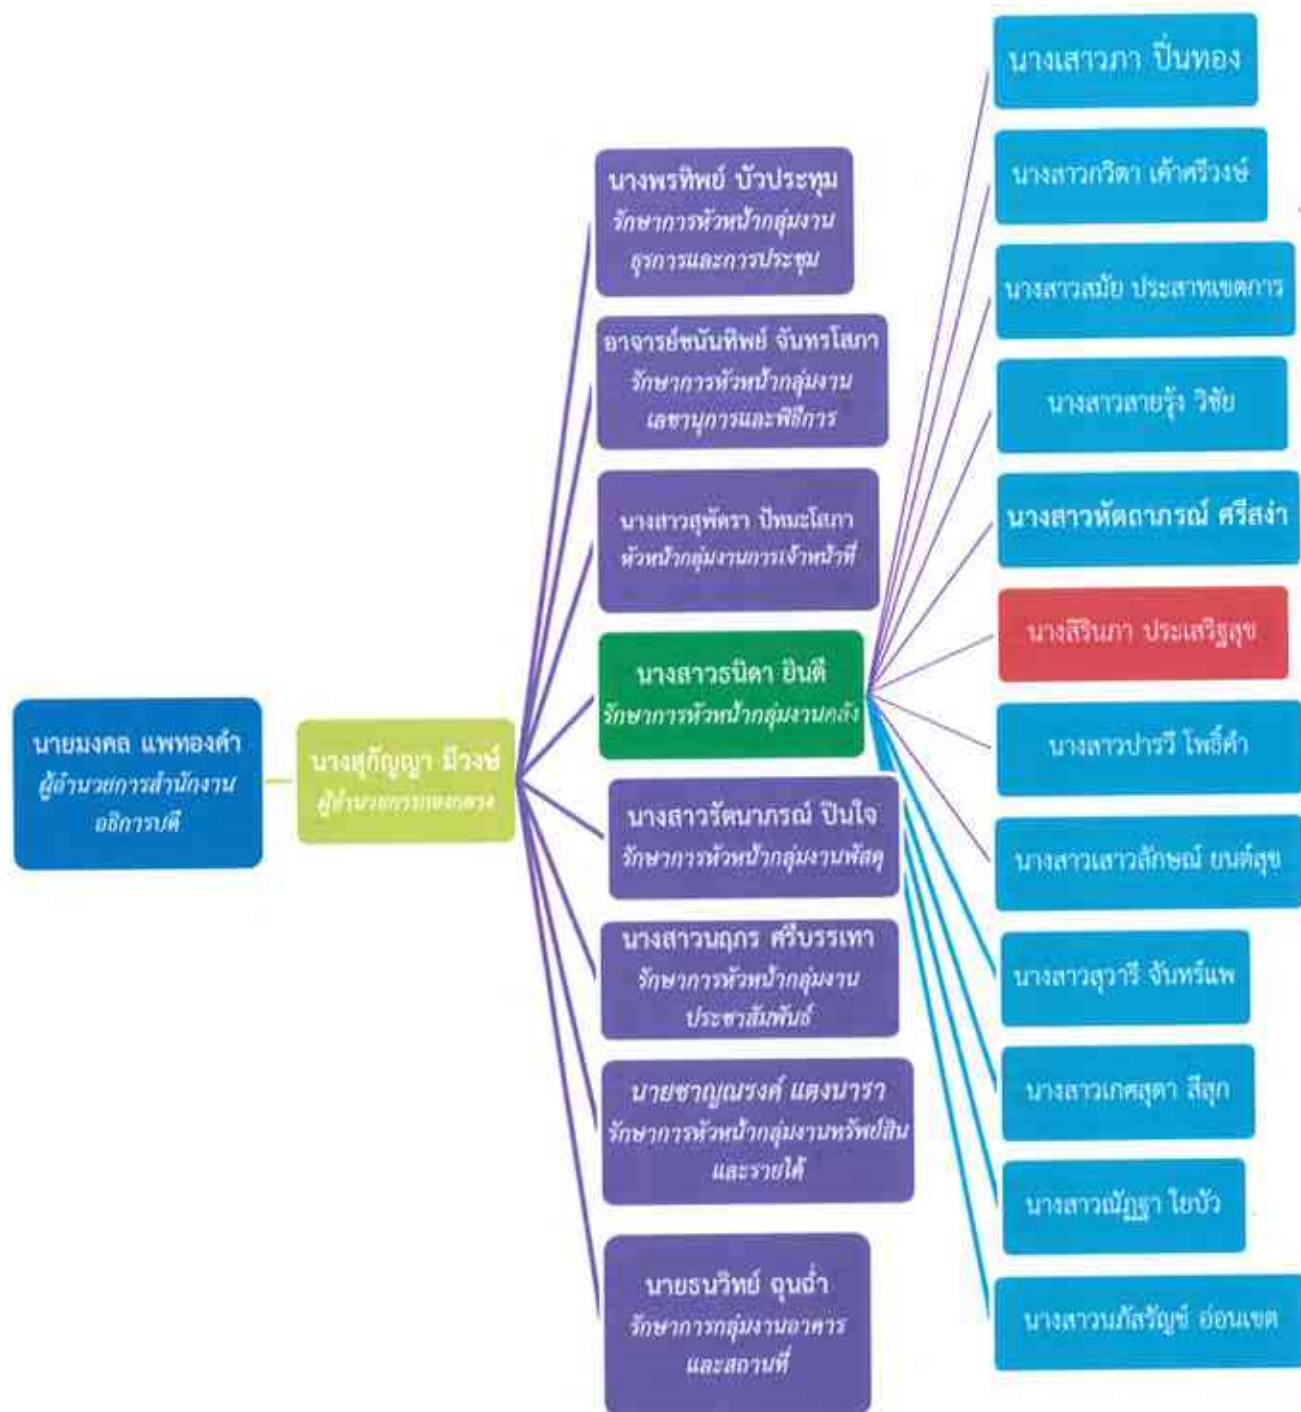 นายมงคล แพทองคำ
ผู้อำนวยการสำนักงาน
อธิการบดี
นางสุกัญญา มีวงษ์
ผู้อำนวยการกองกลาง
นางพรทิพย์ บัวประทุม
รักษาการหัวหน้ากลุ่มงาน
ธุรการและการประชุม
อาจารย์ชนันทิพย์ จันทรโสภา
รักษาการหัวหน้ากลุ่มงาน
เลขานุการและพิธีการ
นางสาวสุพัตรา ปัทมะโสภา
หัวหน้ากลุ่มงานการเจ้าหน้าที่
นางสาวธนิดา ยินดี
รักษาการหัวหน้ากลุ่มงานคลัง
นางสาวรัตนาภรณ์ ปินใจ
รักษาการหัวหน้ากลุ่มงานพัสดุ
นางสาวนฤกร ศรีบรรเทา
รักษาการหัวหน้ากลุ่มงาน
ประชาสัมพันธ์
นายชาญณรงค์ แตงนารา
รักษาการหัวหน้ากลุ่มงานทรัพย์สิน
และรายได้
นายธนวิทย์ ฉุนฉ่ำ
รักษาการกลุ่มงานอาคาร
และสถานที่
นางเสาวภา ปิ่นทอง
นางสาวกวิตา เค้าศรีวงษ์
นางสาวสมัย ประสาทเขตการ
นางสาวสายรุ้ง วิชัย
นางสาวหัตถาภรณ์ ศรีสง่า
นางสิรินภา ประเสริฐสุข
นางสาวปารวี โพธิ์คำ
นางสาวเสาวลักษณ์ ยนต์สุข
นางสาวสุวารี จันทร์แพ
นางสาวเกศสุดา สีสุก
นางสาวณัฏฐา ใยบัว
นางสาวนภัสรัญช์ อ่อนเขต